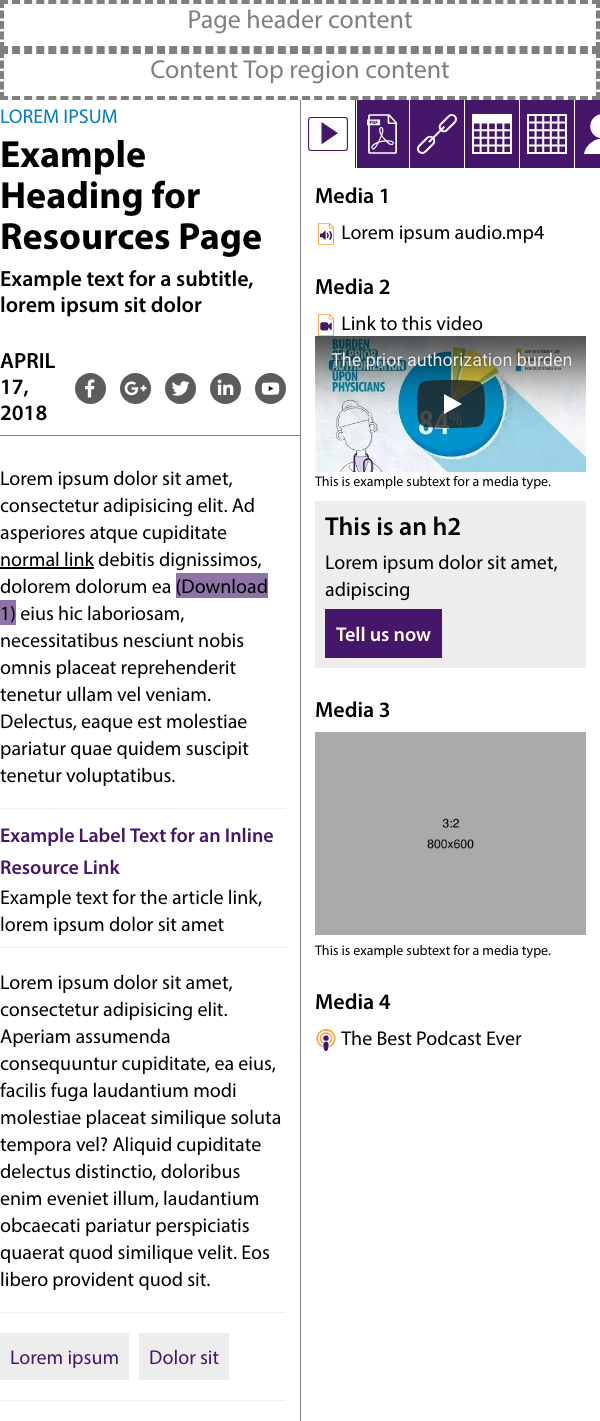 Page header content
Content Top region content
LOREM IPSUM
Example
Heading for
Resources Page
Example text for a subtitle,
lorem ipsum sit dolor
APRIL
17,
2018
Lorem ipsum dolor sit amet,
consectetur adipisicing elit. Ad
asperiores atque cupiditate
normal link debitis dignissimos,
dolorem dolorum ea (Download
1) eius hic laboriosam,
necessitatibus nesciunt nobis
omnis placeat reprehenderit
tenetur ullam vel veniam.
Delectus, eaque est molestiae
pariatur quae quidem suscipit
tenetur voluptatibus.
Example Label Text for an Inline
Resource Link
Example text for the article link,
lorem ipsum dolor sit amet
Lorem ipsum dolor sit amet,
consectetur adipisicing elit.
Aperiam assumenda
consequuntur cupiditate, ea eius,
facilis fuga laudantium modi
molestiae placeat similique soluta
tempora vel? Aliquid cupiditate
delectus distinctio, doloribus
enim eveniet illum, laudantium
obcaecati pariatur perspiciatis
quaerat quod similique velit. Eos
libero provident quod sit.
Lorem ipsum
Dolor sit
PDF
Media 1
Lorem ipsum audio.mp4
Media 2
Link to this video
The prior authorization burden
BURDEN
OF PRIOR
AUTHORIZATION
UPON
PHYSICIANS
84%
This is example subtext for a media type.
This is an h2
Lorem ipsum dolor sit amet,
adipiscing
Tell us now
Media 3
3:2
800x600
This is example subtext for a media type.
Media 4
The Best Podcast Ever